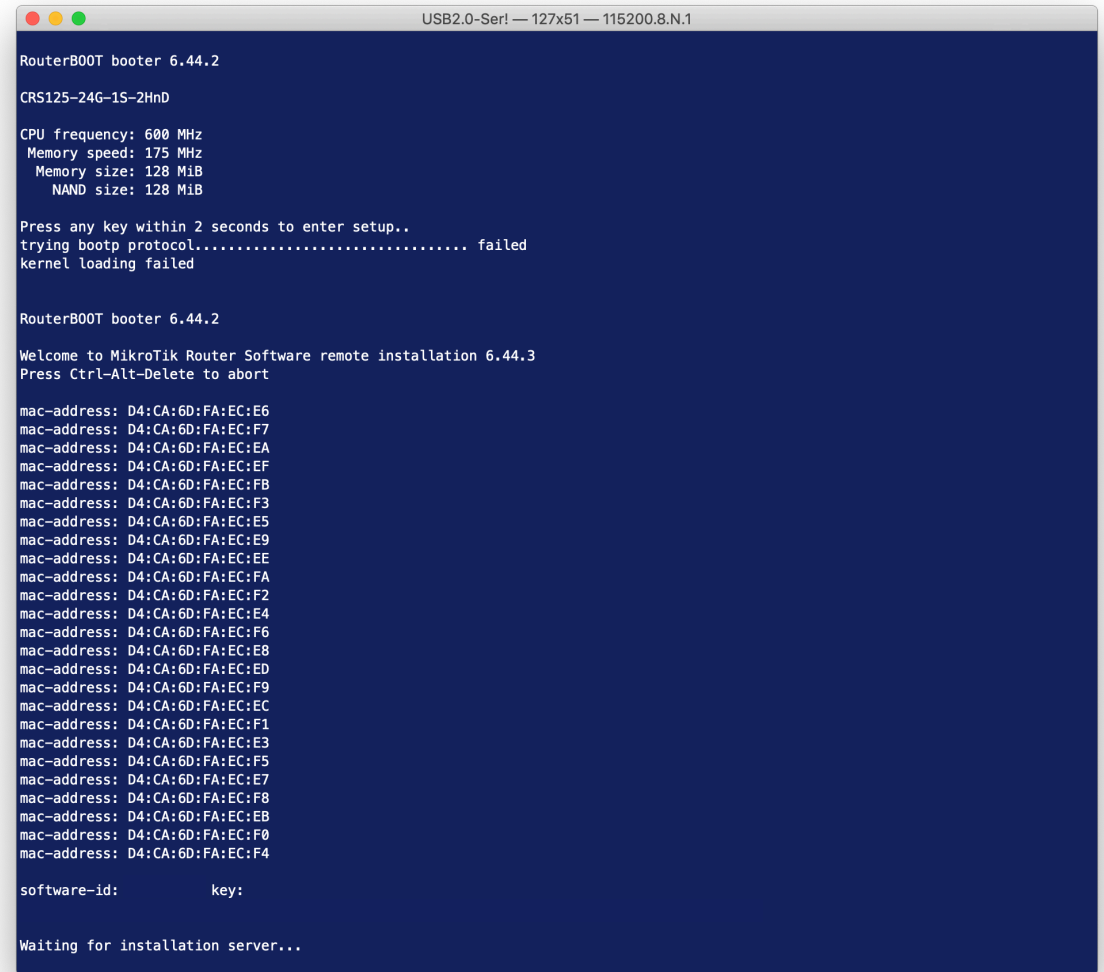 USB2.0-Ser! — 127x51 — 115200.8.N.1
RouterBOOT booter 6.44.2
CRS125-24G-1S-2HnD
CPU frequency: 600 MHz
Memory speed: 175 MHz
Memory size: 128 MiB
NAND size: 128 MiB
Press any key within 2 seconds to enter setup..
trying bootp protocol................................. failed
kernel loading failed
RouterBOOT booter 6.44.2
Welcome to MikroTik Router Software remote installation 6.44.3
Press Ctrl-Alt-Delete to abort
mac-address: D4:CA:6D:FA:EC:E6
mac-address: D4:CA:6D:FA:EC:F7
mac-address: D4:CA:6D:FA:EC:EA
mac-address: D4:CA:6D:FA:EC:EF
mac-address: D4:CA:6D:FA:EC:FB
mac-address: D4:CA:6D:FA:EC:F3
mac-address: D4:CA:6D:FA:EC:E5
mac-address: D4:CA:6D:FA:EC:E9
mac-address: D4:CA:6D:FA:EC:EE
mac-address: D4:CA:6D:FA:EC:FA
mac-address: D4:CA:6D:FA:EC:F2
mac-address: D4:CA:6D:FA:EC:E4
mac-address: D4:CA:6D:FA:EC:F6
mac-address: D4:CA:6D:FA:EC:E8
mac-address: D4:CA:6D:FA:EC:ED
mac-address: D4:CA:6D:FA:EC:F9
mac-address: D4:CA:6D:FA:EC:EC
mac-address: D4:CA:6D:FA:EC:F1
mac-address: D4:CA:6D:FA:EC:E3
mac-address: D4:CA:6D:FA:EC:F5
mac-address: D4:CA:6D:FA:EC:E7
mac-address: D4:CA:6D:FA:EC:F8
mac-address: D4:CA:6D:FA:EC:EB
mac-address: D4:CA:6D:FA:EC:F0
mac-address: D4:CA:6D:FA:EC:F4
software-id: key:
Waiting for installation server...